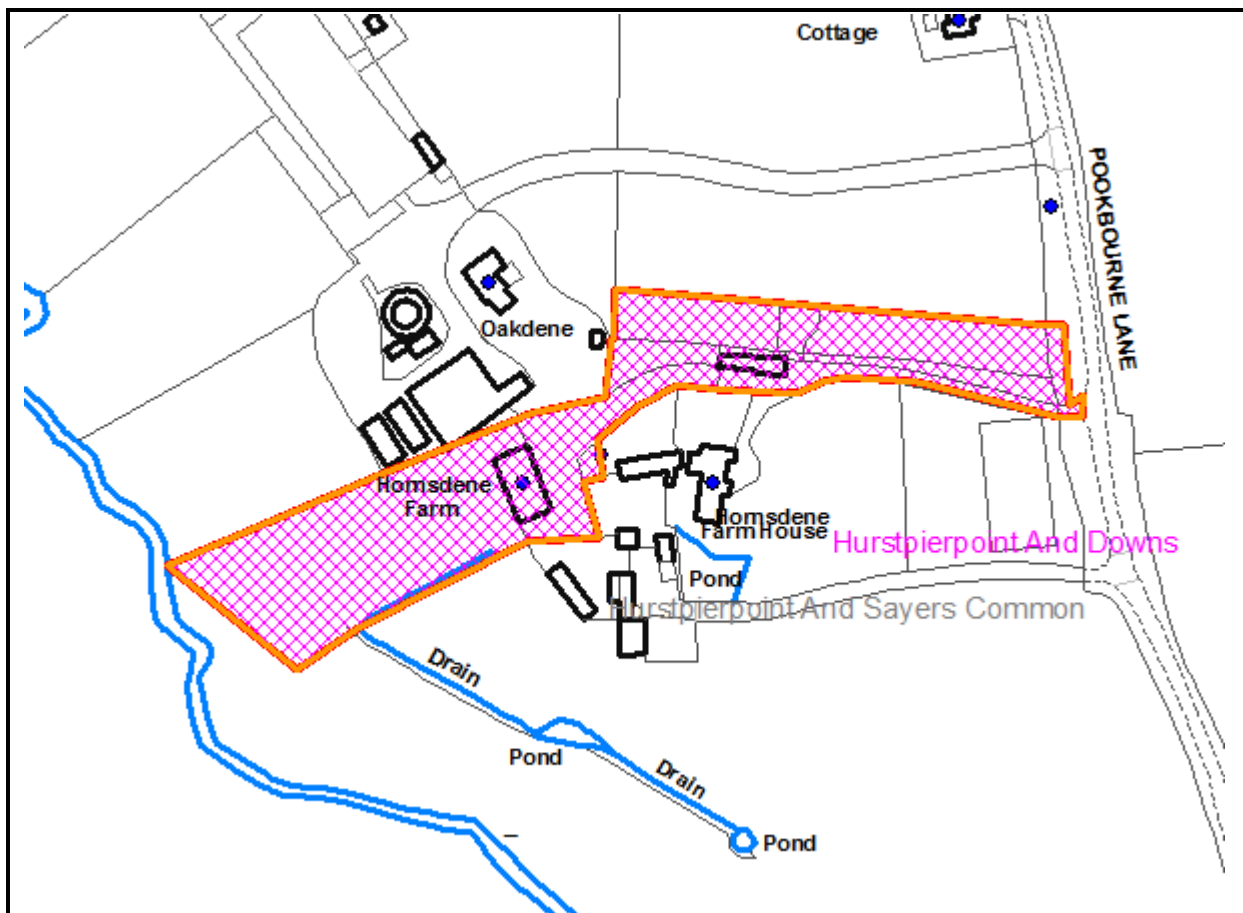 Cottage
POOKBOURNE LANE
Oakdene
Homsdene
Farm
Homsdene
Farm House
Hurstpierpoint And Downs
Pond
Hurstpierpoint And Sayers Common
Drain
Pond
Drain
Pond